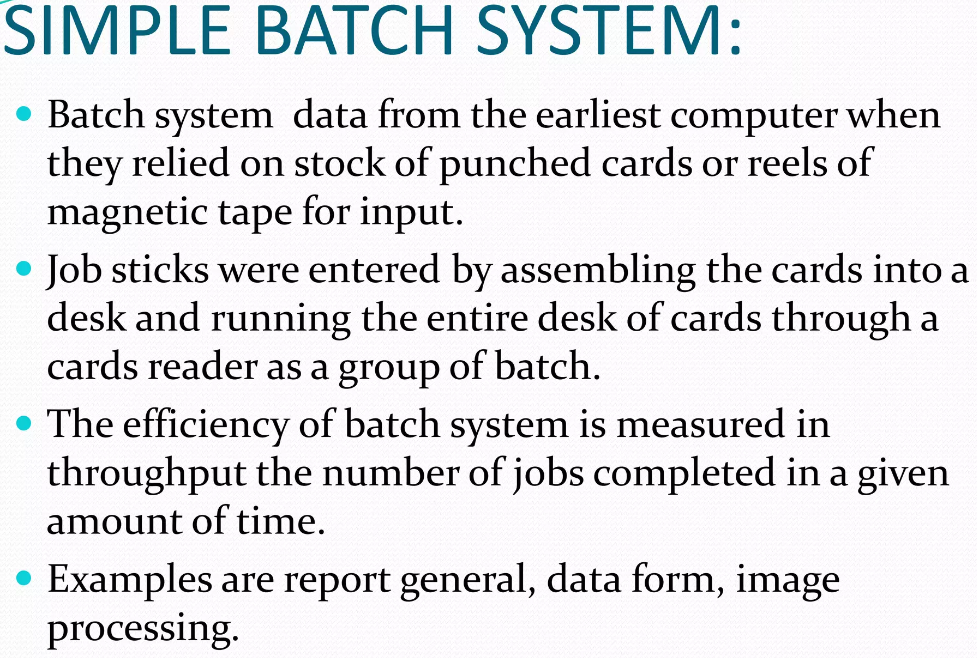 SIMPLE BATCH SYSTEM:
Batch system data from the earliest computer when
they relied on stock of punched cards or reels of
magnetic tape for input.
Job sticks were entered by assembling the cards into a
desk and running the entire desk of cards through a
cards reader as a group of batch.
The efficiency of batch system is measured in
throughput the number of jobs completed in a given
amount of time.
Examples are report general, data form, image
processing.